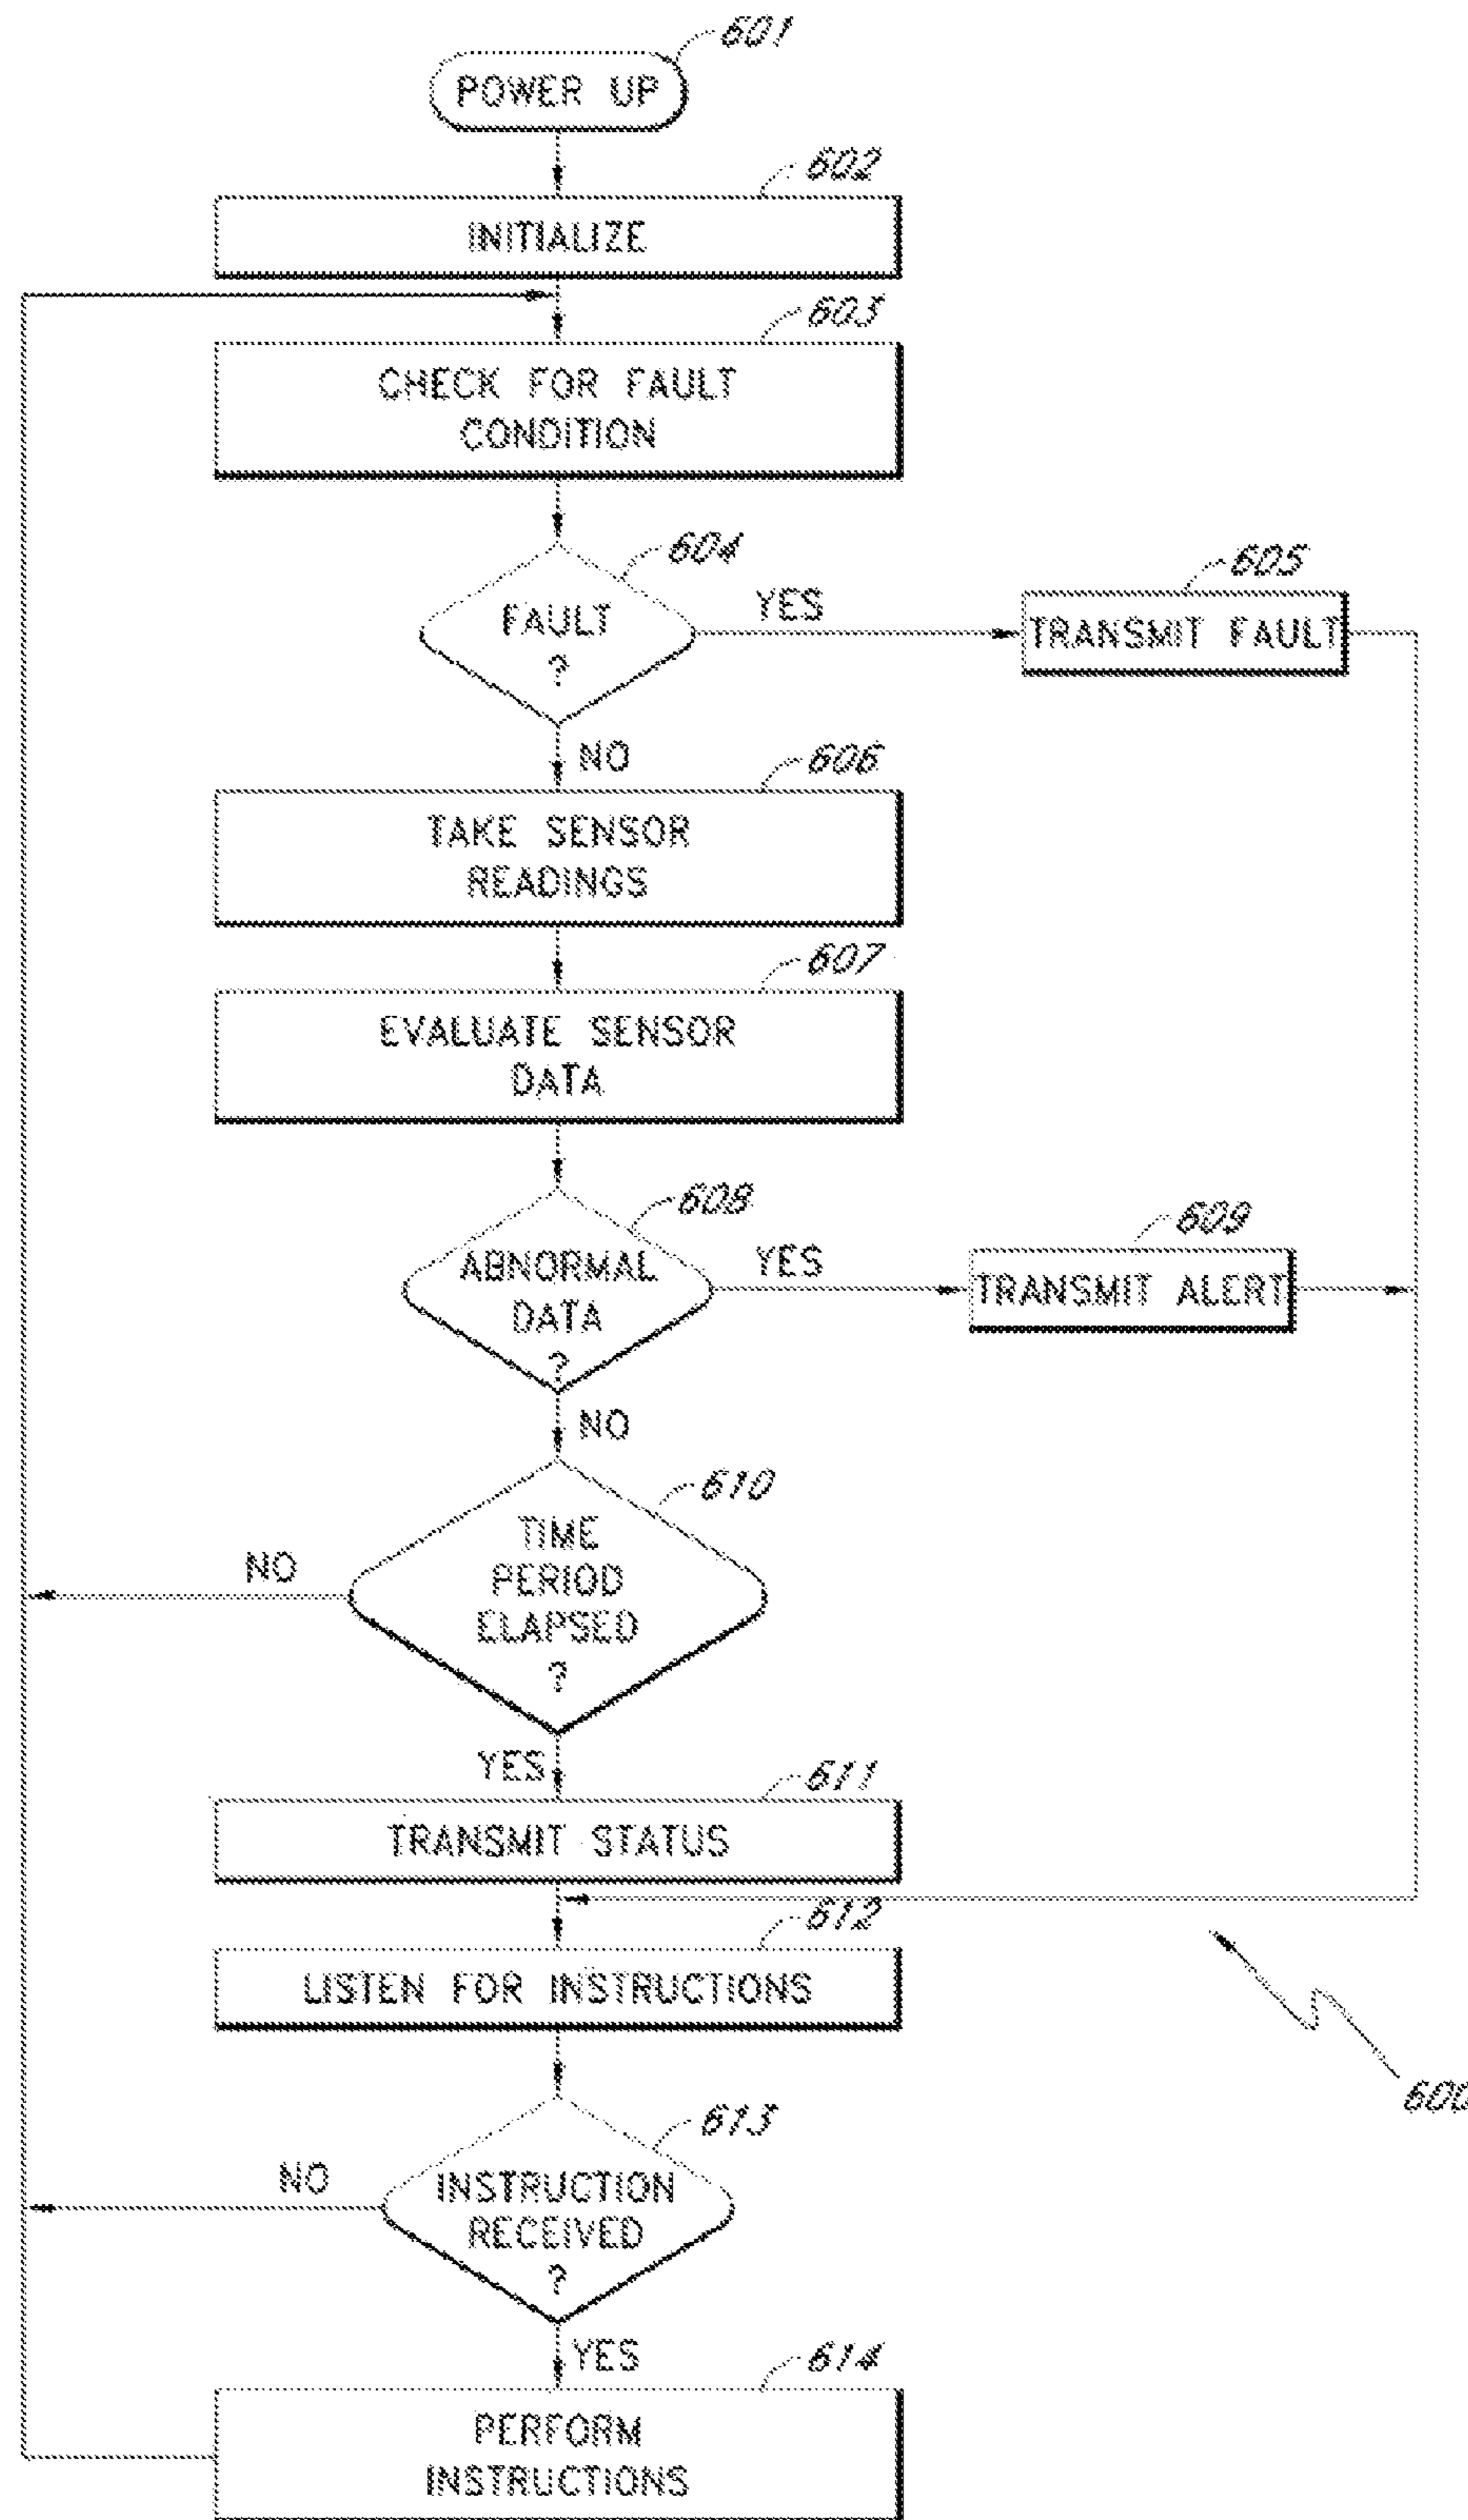 601
POWER UP
602
INITIALIZE
603
CHECK FOR FAULT
CONDITION
604
FAULT
?
YES
605
TRANSMIT FAULT
NO
606
TAKE SENSOR
READINGS
607
EVALUATE SENSOR
DATA
608
ABNORMAL
DATA
?
YES
609
TRANSMIT ALERT
NO
610
TIME
PERIOD
ELAPSED
?
NO
YES
611
TRANSMIT STATUS
612
LISTEN FOR INSTRUCTIONS
600
613
INSTRUCTION
RECEIVED
?
NO
YES
614
PERFORM
INSTRUCTIONS